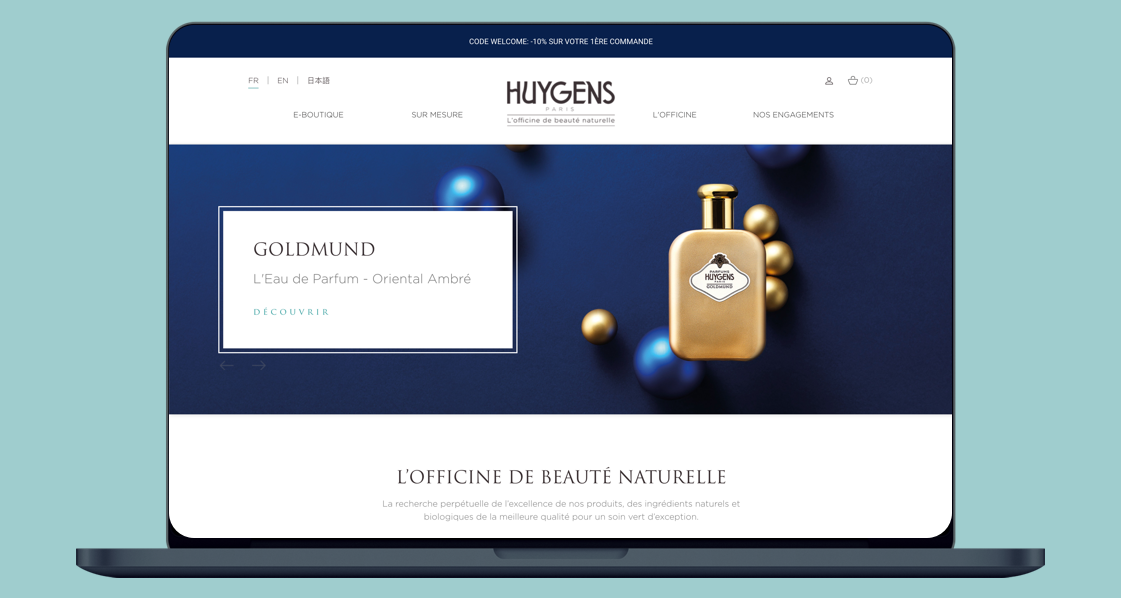 CODE WELCOME: -10% SUR VOTRE 1ÈRE COMMANDE
FR | EN | 日本語
(0)
HUYGENS
PARIS
L'officine de beauté naturelle
E-BOUTIQUE
SUR MESURE
L'OFFICINE
NOS ENGAGEMENTS
GOLDMUND
L'Eau de Parfum - Oriental Ambré
DÉCOUVRIR
PARFUMS
HUYGENS
PARIS
GOLDMUND
L'OFFICINE DE BEAUTÉ NATURELLE
La recherche perpétuelle de l'excellence de nos produits, des ingrédients naturels et
biologiques de la meilleure qualité pour un soin vert d'exception.